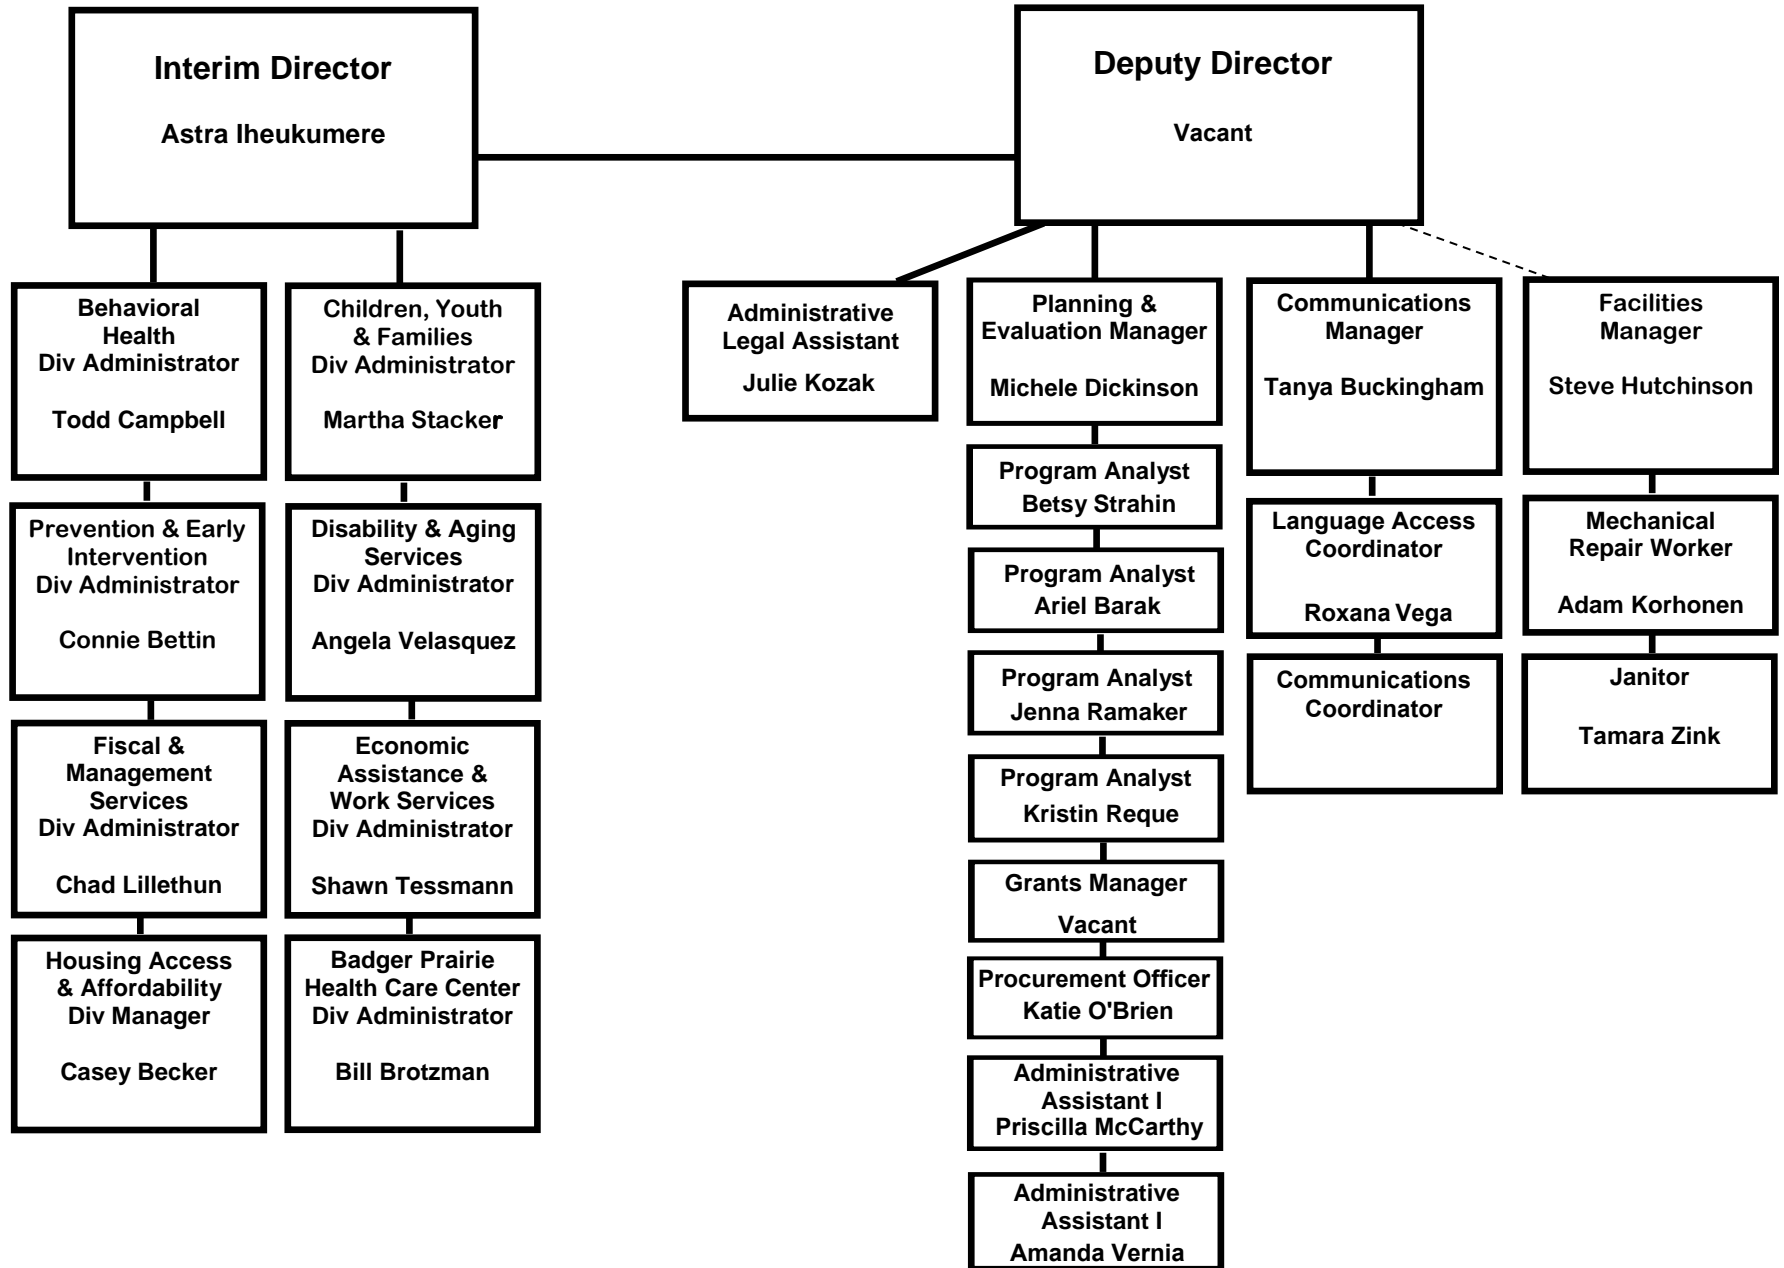 Interim Director
Astra Iheukumere
Deputy Director
Vacant
Behavioral
Health
Div Administrator
Todd Campbell
Children, Youth
& Families
Div Administrator
Martha Stacker
Administrative
Legal Assistant
Julie Kozak
Planning &
Evaluation Manager
Michele Dickinson
Communications
Manager
Tanya Buckingham
Facilities
Manager
Steve Hutchinson
Prevention & Early
Intervention
Div Administrator
Connie Bettin
Disability & Aging
Services
Div Administrator
Angela Velasquez
Program Analyst
Betsy Strahin
Program Analyst
Ariel Barak
Program Analyst
Jenna Ramaker
Program Analyst
Kristin Reque
Grants Manager
Vacant
Procurement Officer
Katie O'Brien
Administrative
Assistant I
Priscilla McCarthy
Administrative
Assistant I
Amanda Vernia
Language Access
Coordinator
Roxana Vega
Communications
Coordinator
Mechanical
Repair Worker
Adam Korhonen
Janitor
Tamara Zink
Fiscal &
Management
Services
Div Administrator
Chad Lillethun
Economic
Assistance &
Work Services
Div Administrator
Shawn Tessmann
Housing Access
& Affordability
Div Manager
Casey Becker
Badger Prairie
Health Care Center
Div Administrator
Bill Brotzman